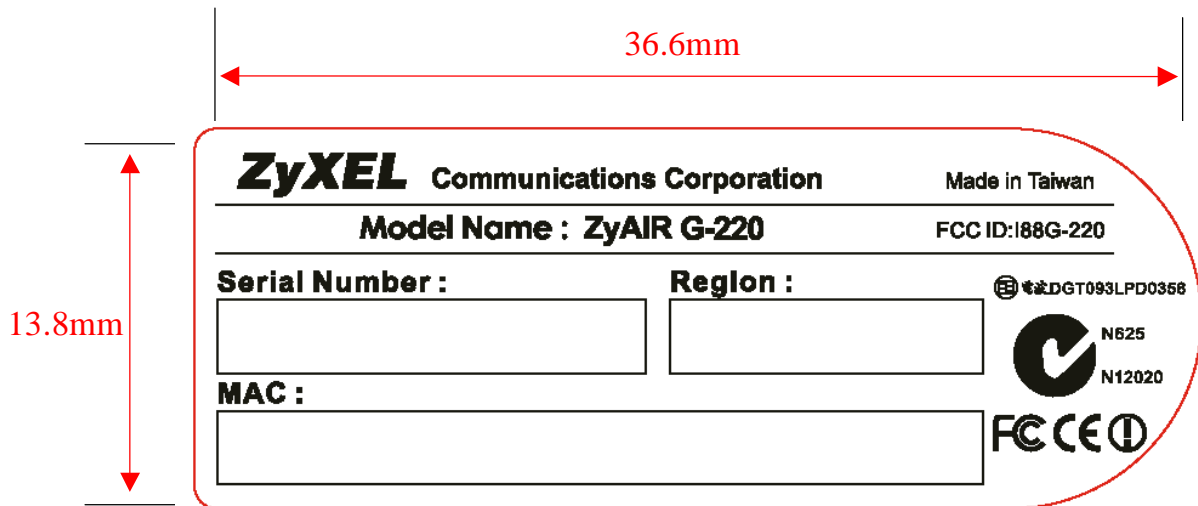 36.6mm
ZyXEL Communications Corporation Made in Taiwan
Model Name : ZyAIR G-220 FCC ID:I88G-220
Serial Number : Region :
DGT093LPD0356
13.8mm
N625
N12020
MAC :
FC CE